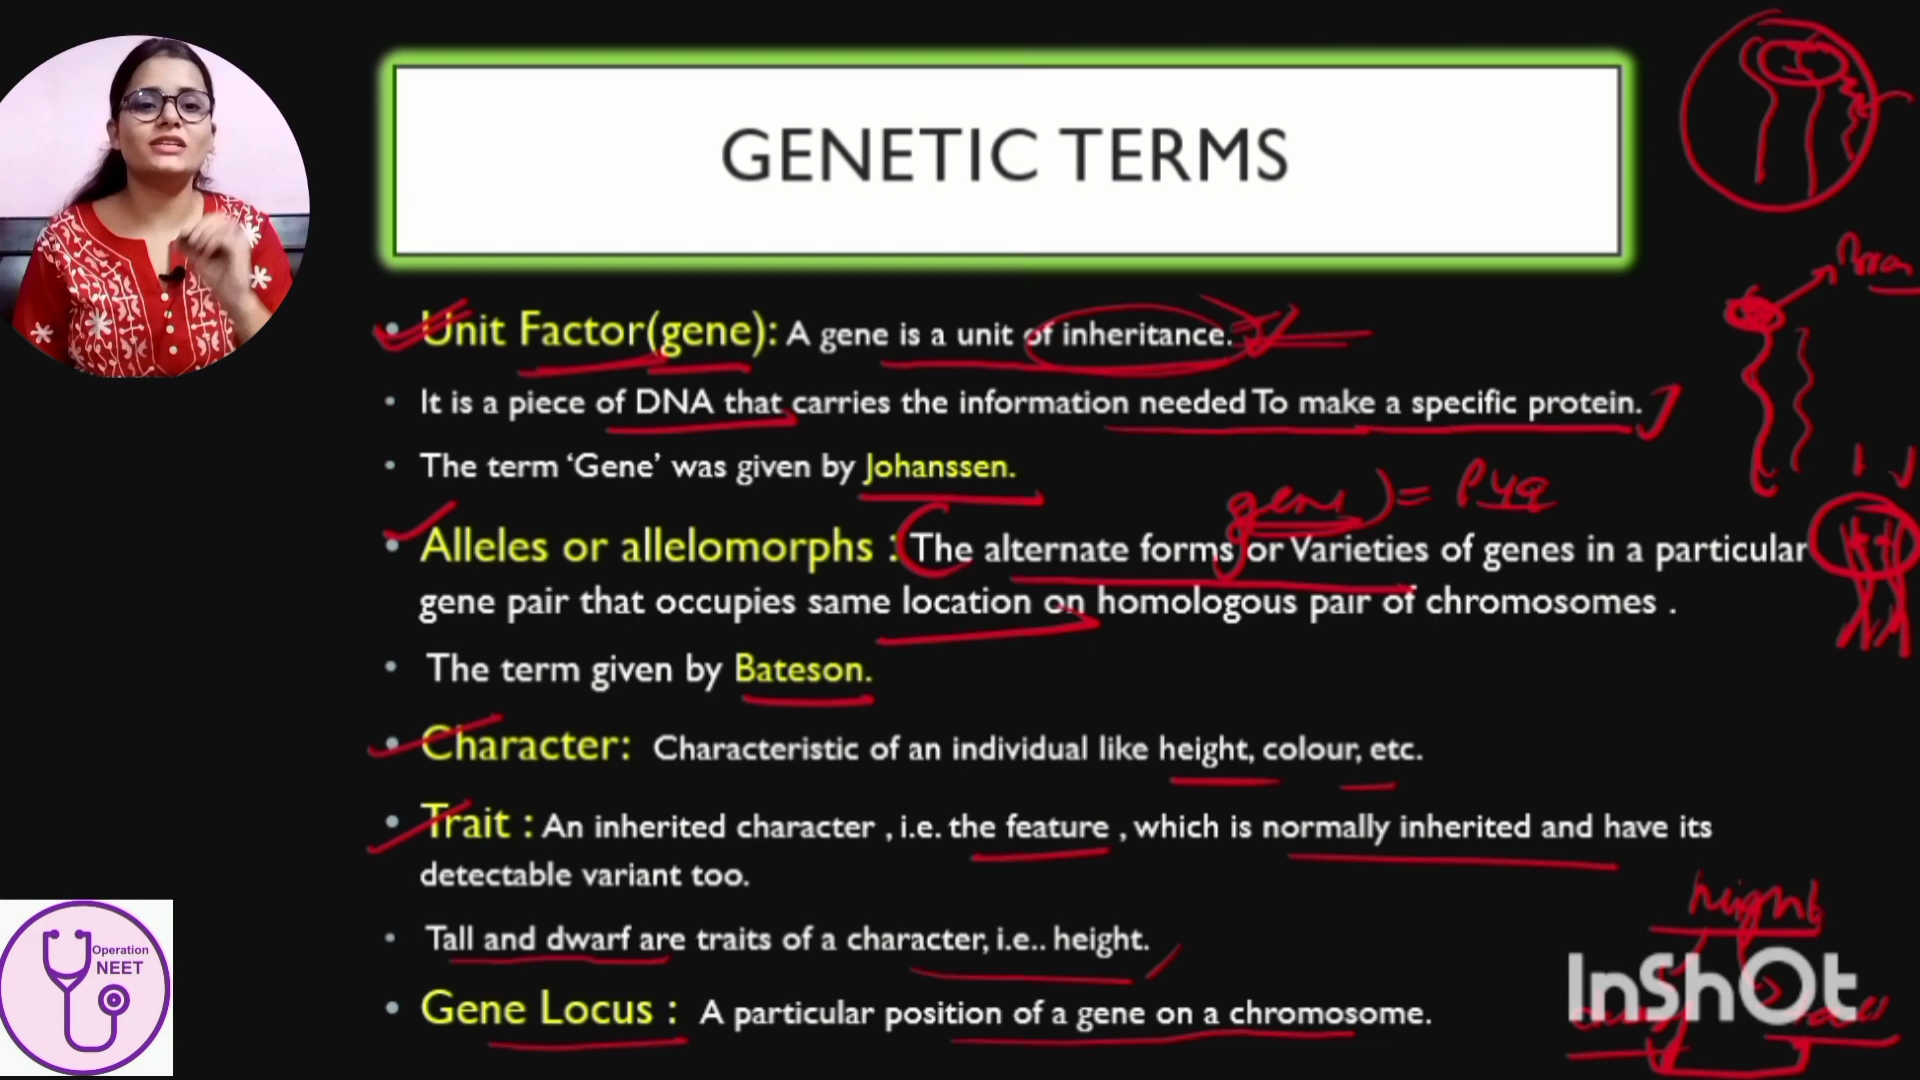 GENETIC TERMS
• Unit Factor(gene): A gene is a unit of inheritance.
• It is a piece of DNA that carries the information needed To make a specific protein.
• The term ‘Gene’ was given by Johanssen.
gene) = PYQ
• Alleles or allelomorphs : The alternate forms or Varieties of genes in a particular
gene pair that occupies same location on homologous pair of chromosomes .
• The term given by Bateson.
• Character: Characteristic of an individual like height, colour, etc.
• Trait : An inherited character , i.e. the feature , which is normally inherited and have its
detectable variant too.
• Tall and dwarf are traits of a character, i.e.. height.
• Gene Locus : A particular position of a gene on a chromosome.
height
InShOt
Operation
NEET